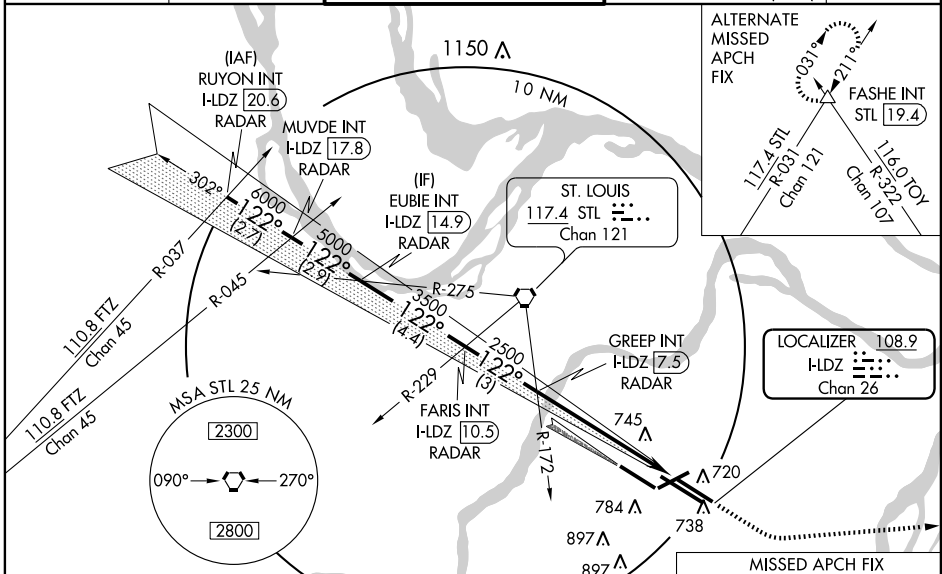 ALTERNATE
MISSED
APCH
FIX
031°
211°
FASHE INT
STL 19.4
117.4 STL
R-031
Chan 121
116.0 TOY
R-322
Chan 107
1150
10 NM
(IAF)
RUYON INT
I-LDZ 20.6
RADAR
MUVDE INT
I-LDZ 17.8
RADAR
(IF)
EUBIE INT
I-LDZ 14.9
RADAR
ST. LOUIS
117.4 STL
Chan 121
302°
6000
122°
(2.7)
5000
122°
(2.9)
R-275
3500
122°
(4.4)
2500
122°
(3)
R-037
R-045
110.8 FTZ
Chan 45
110.8 FTZ
Chan 45
R-229
FARIS INT
I-LDZ 10.5
RADAR
GREEP INT
I-LDZ 7.5
RADAR
R-172
LOCALIZER 108.9
I-LDZ
Chan 26
745
720
784
738
897
897
MSA STL 25 NM
2300
090°
270°
2800
MISSED APCH FIX